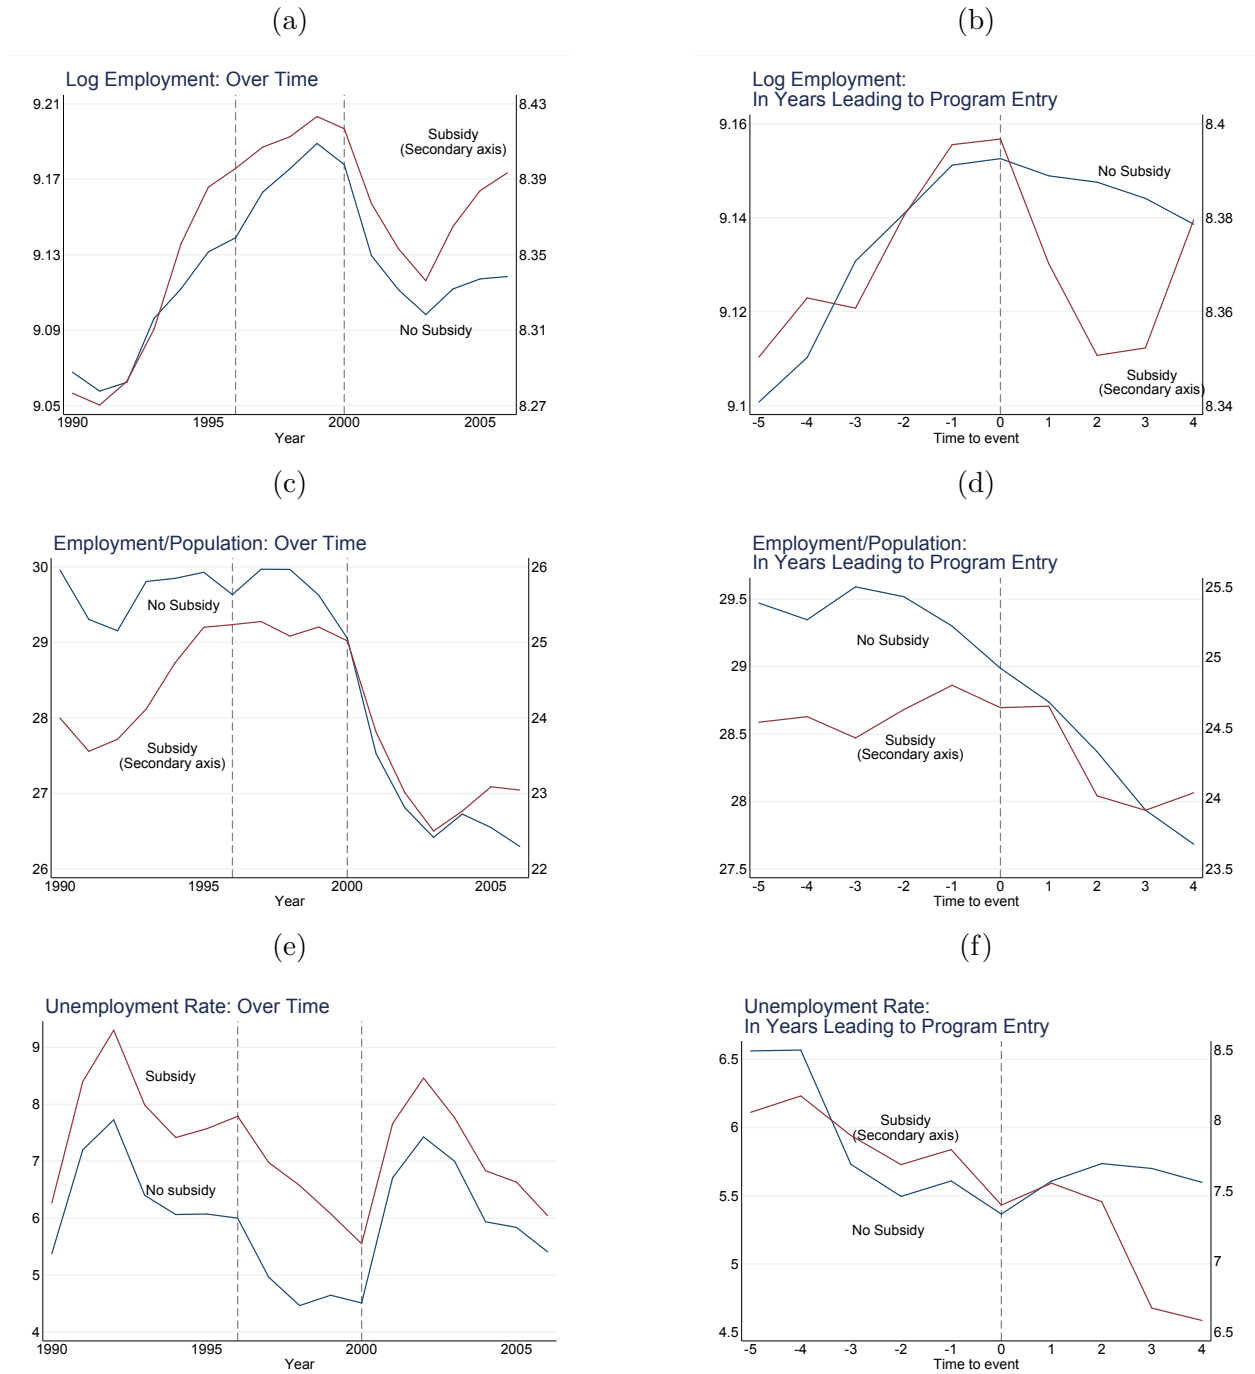 (a)
Log Employment: Over Time
9.21
9.17
9.13
9.09
9.05
8.43
8.39
8.35
8.31
8.27
Subsidy
(Secondary axis)
No Subsidy
1990 1995 2000 2005
Year
(b)
Log Employment:
In Years Leading to Program Entry
9.16
9.14
9.12
9.1
8.4
8.38
8.36
8.34
No Subsidy
Subsidy
(Secondary axis)
-5 -4 -3 -2 -1 0 1 2 3 4
Time to event
(c)
Employment/Population: Over Time
30
29
28
27
26
26
25
24
23
22
No Subsidy
Subsidy
(Secondary axis)
1990 1995 2000 2005
Year
(d)
Employment/Population:
In Years Leading to Program Entry
29.5
29
28.5
28
27.5
25.5
25
24.5
24
23.5
No Subsidy
Subsidy
(Secondary axis)
-5 -4 -3 -2 -1 0 1 2 3 4
Time to event
(e)
Unemployment Rate: Over Time
9
8
7
6
5
4
Subsidy
No subsidy
1990 1995 2000 2005
Year
(f)
Unemployment Rate:
In Years Leading to Program Entry
6.5
6
5.5
5
4.5
8.5
8
7.5
7
6.5
Subsidy
(Secondary axis)
No Subsidy
-5 -4 -3 -2 -1 0 1 2 3 4
Time to event